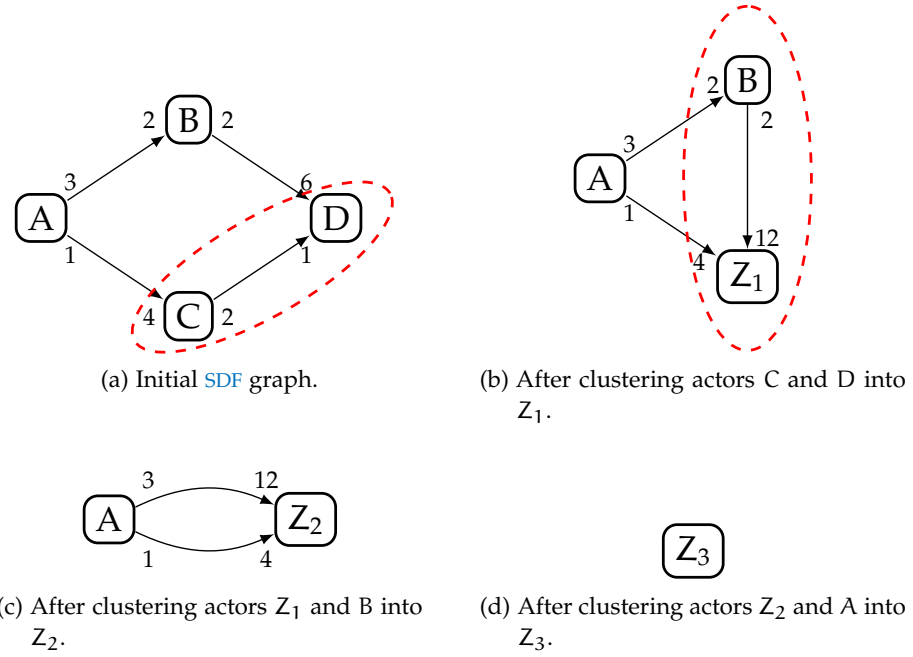 B
2
2
3
6
A
D
1
1
4
C
2
(a) Initial SDF graph.
B
2
2
3
A
1
12
4
Z1
(b) After clustering actors C and D into
Z1.
3
12
A
Z2
1
4
(c) After clustering actors Z1 and B into
Z2.
Z3
(d) After clustering actors Z2 and A into
Z3.